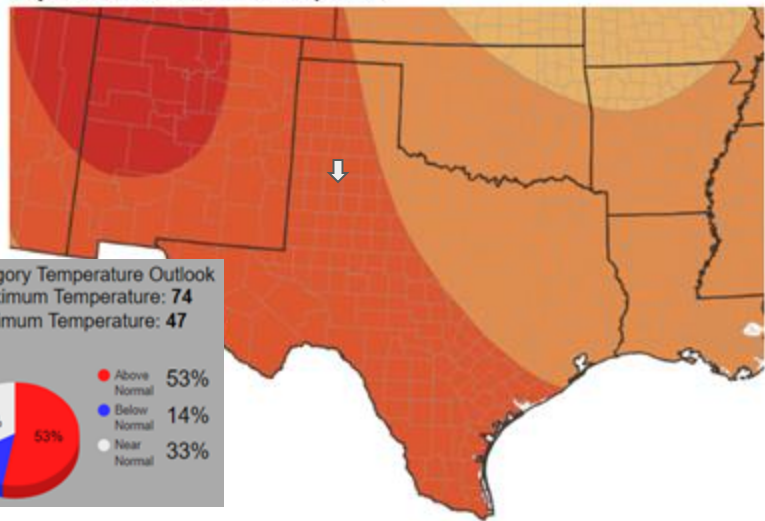 gory Temperature Outlook
ximum Temperature: 74
imum Temperature: 47
Above
Normal 53%
Below
Normal 14%
Near
Normal 33%
53%